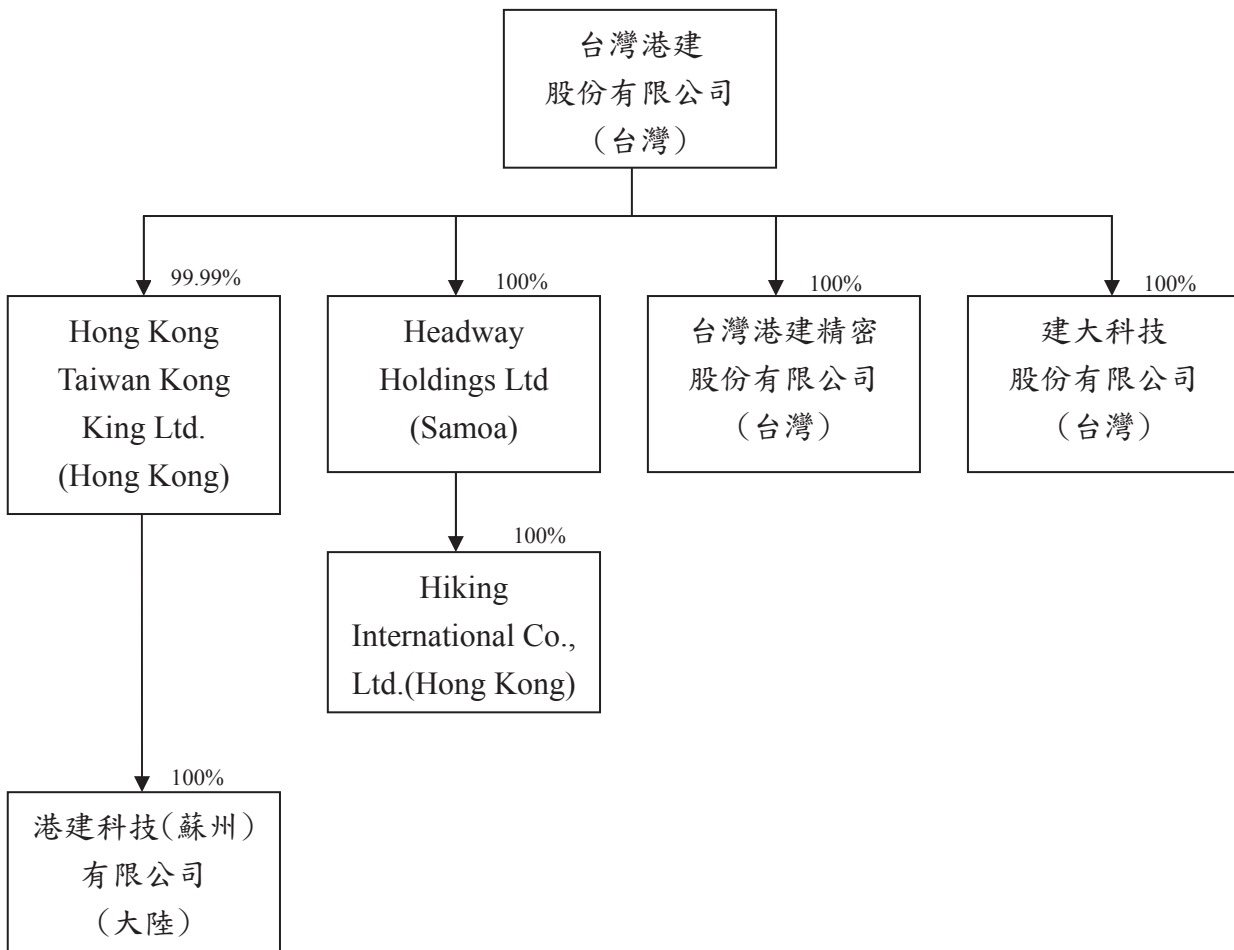 台灣港建
股份有限公司
（台灣）
99.99%
100%
100%
100%
Hong Kong
Taiwan Kong
King Ltd.
(Hong Kong)
Headway
Holdings Ltd
(Samoa)
台灣港建精密
股份有限公司
（台灣）
建大科技
股份有限公司
（台灣）
100%
Hiking
International Co.,
Ltd.(Hong Kong)
100%
港建科技(蘇州)
有限公司
（大陸）